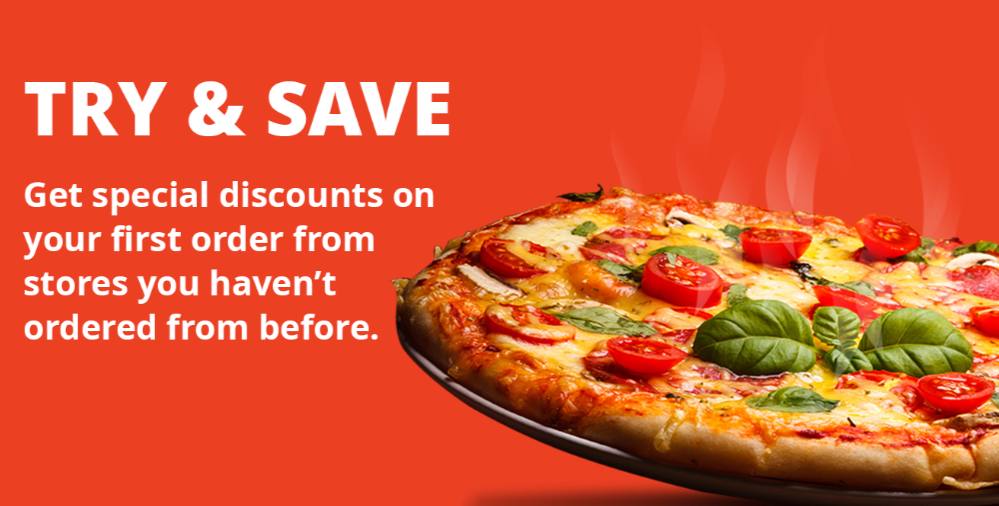 TRY & SAVE
Get special discounts on
your first order from
stores you haven’t
ordered from before.